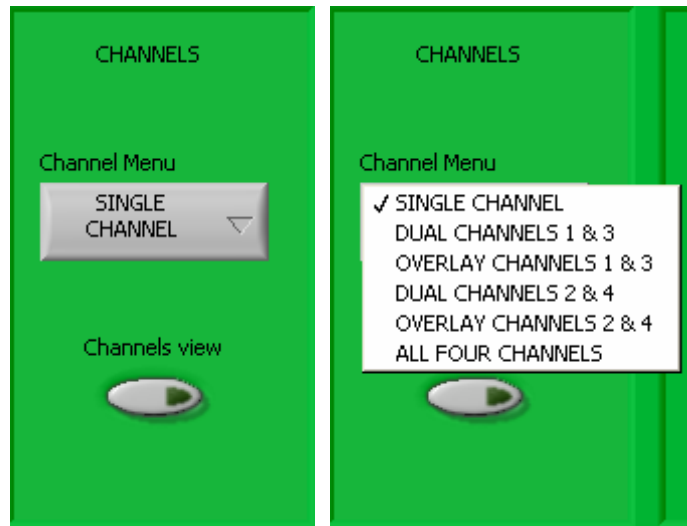 CHANNELS
Channel Menu
SINGLE
CHANNEL
Channels view
CHANNELS
Channel Menu
✓ SINGLE CHANNEL
DUAL CHANNELS 1 & 3
OVERLAY CHANNELS 1 & 3
DUAL CHANNELS 2 & 4
OVERLAY CHANNELS 2 & 4
ALL FOUR CHANNELS